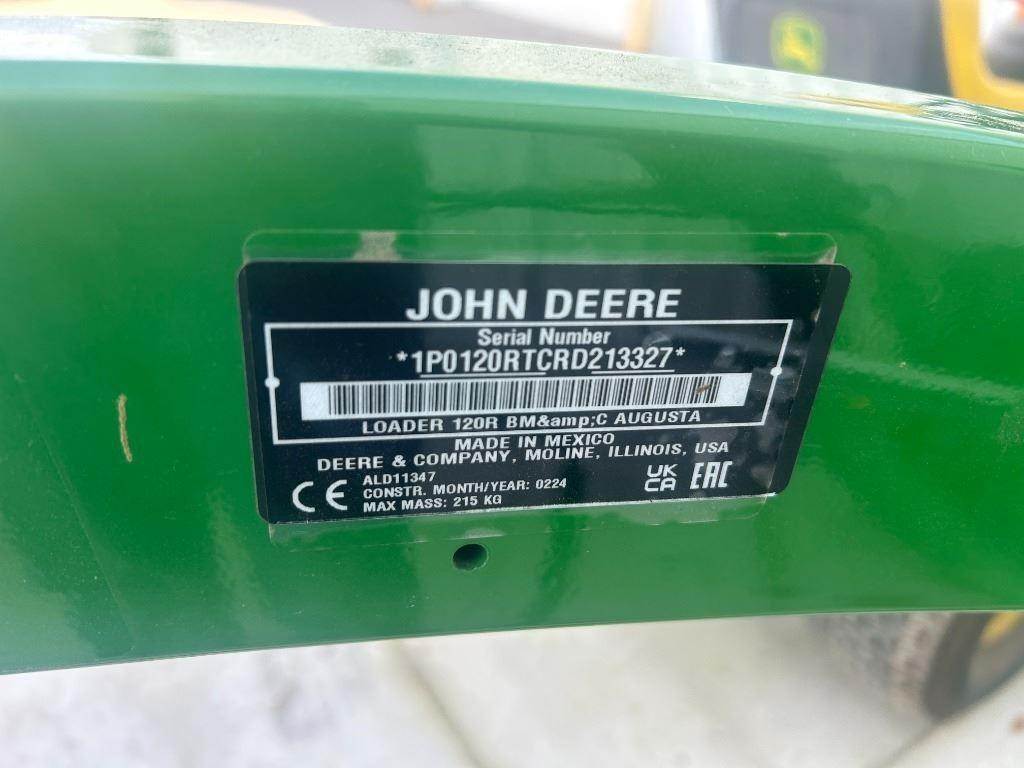 JOHN DEERE
Serial Number
*1P0120RTCRD213327*
LOADER 120R BM&amp;C AUGUSTA
MADE IN MEXICO
DEERE & COMPANY, MOLINE, ILLINOIS, USA
ALD11347
CONSTR. MONTH/YEAR: 0224
MAX MASS: 215 KG
CE
UK
CA
EAC